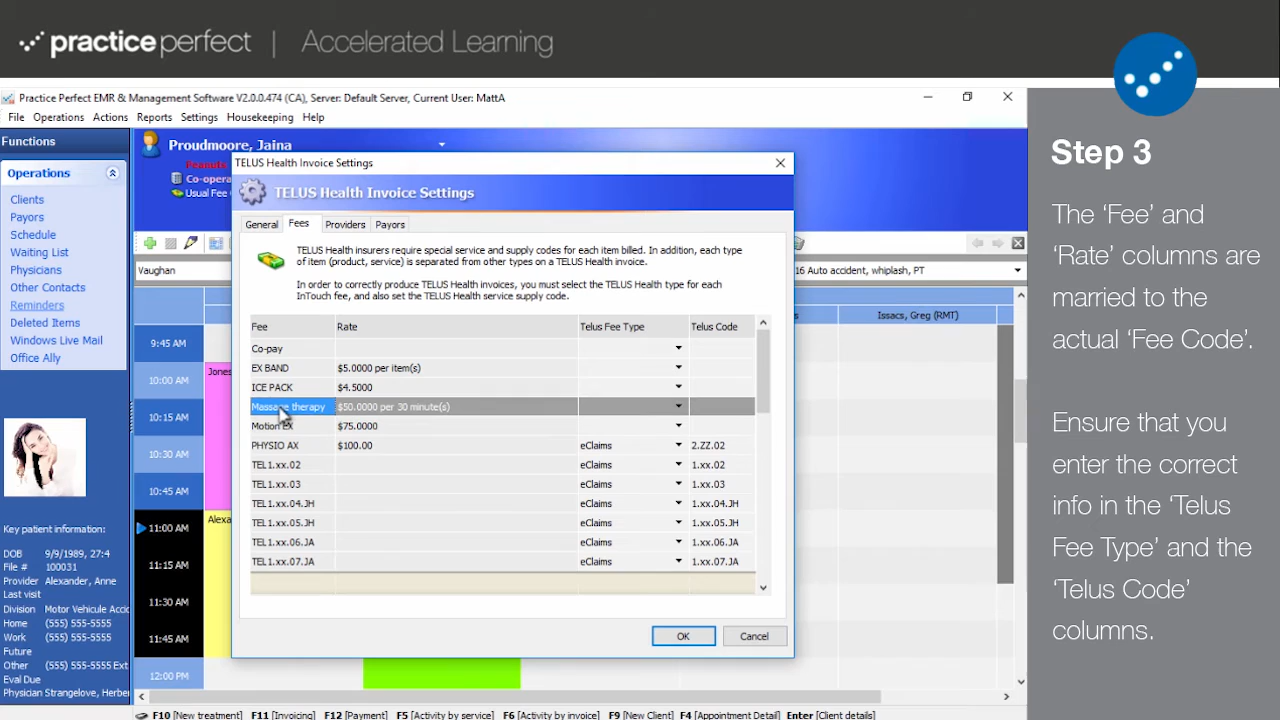 practiceperfect | Accelerated Learning
Practice Perfect EMR & Management Software V2.0.0.474 (CA), Server: Default Server, Current User: MattA
File Operations Actions Reports Settings Housekeeping Help
Functions
Operations
Clients
Payors
Schedule
Waiting List
Physicians
Other Contacts
Reminders
Deleted Items
Windows Live Mail
Office Ally
Key patient information:
DOB 9/9/1989, 27:4
File # 100031
Provider Alexander, Anne
Last visit
Division Motor Vehicule Accid
Home (555) 555-5555
Work (555) 555-5555
Future
Other (555) 555-5555 Ext
Eval Due
Physician Strangelove, Herber
Proudmoore, Jaina
Co-opera
Usual Fee
Vaughan
16 Auto accident, whiplash, PT
Issacs, Greg (RMT)
9:45 AM
10:00 AM
Jones
10:15 AM
10:30 AM
10:45 AM
11:00 AM
Alexa
11:15 AM
11:30 AM
11:45 AM
12:00 PM
TELUS Health Invoice Settings
TELUS Health Invoice Settings
General Fees Providers Payors
TELUS Health insurers require special service and supply codes for each item billed. In addition, each type
of item (product, service) is separated from other types on a TELUS Health invoice.
In order to correctly produce TELUS Health invoices, you must select the TELUS Health type for each
InTouch fee, and also set the TELUS Health service supply code.
Fee Rate Telus Fee Type Telus Code
Co-pay
EX BAND $5.0000 per item(s)
ICE PACK $4.5000
Massage therapy $50.0000 per 30 minute(s)
Motion EX $75.0000
PHYSIO AX $100.00 eClaims 2.ZZ.02
TEL1.xx.02 eClaims 1.xx.02
TEL1.xx.03 eClaims 1.xx.03
TEL1.xx.04.JH eClaims 1.xx.04.JH
TEL1.xx.05.JH eClaims 1.xx.05.JH
TEL1.xx.06.JA eClaims 1.xx.06.JA
TEL1.xx.07.JA eClaims 1.xx.07.JA
OK Cancel
F10 [New treatment] F11 [Invoicing] F12 [Payment] F5 [Activity by service] F6 [Activity by invoice] F9 [New Client] F4 [Appointment Detail] Enter [Client details]
Step 3
The ‘Fee’ and
‘Rate’ columns are
married to the
actual ‘Fee Code’.
Ensure that you
enter the correct
info in the ‘Telus
Fee Type’ and the
‘Telus Code’
columns.